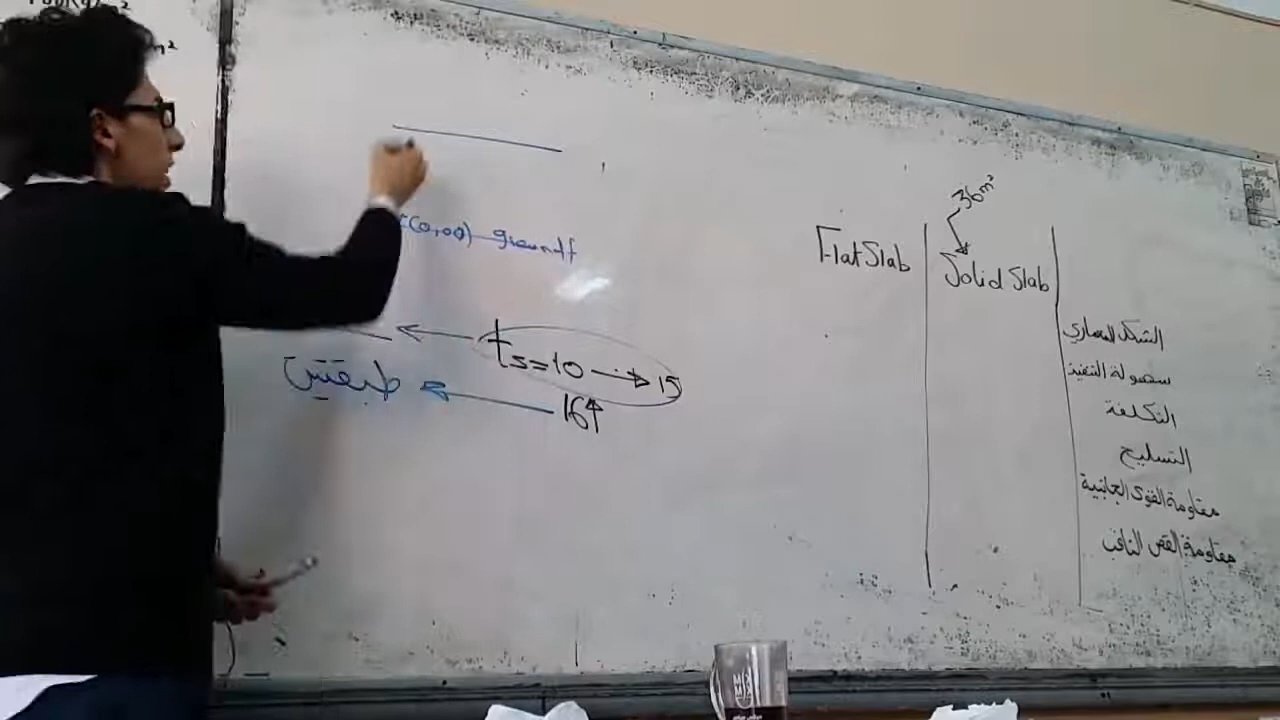 36m²
Flat Slab
Solid Slab
(0,00) ground
ts=10 → 15
طبقتين ← 16↑
الشكل المعماري
سهولة التنفيذ
التكلفة
التسليح
مقاومة القوى الجانبية
مقاومة القص الثاقب